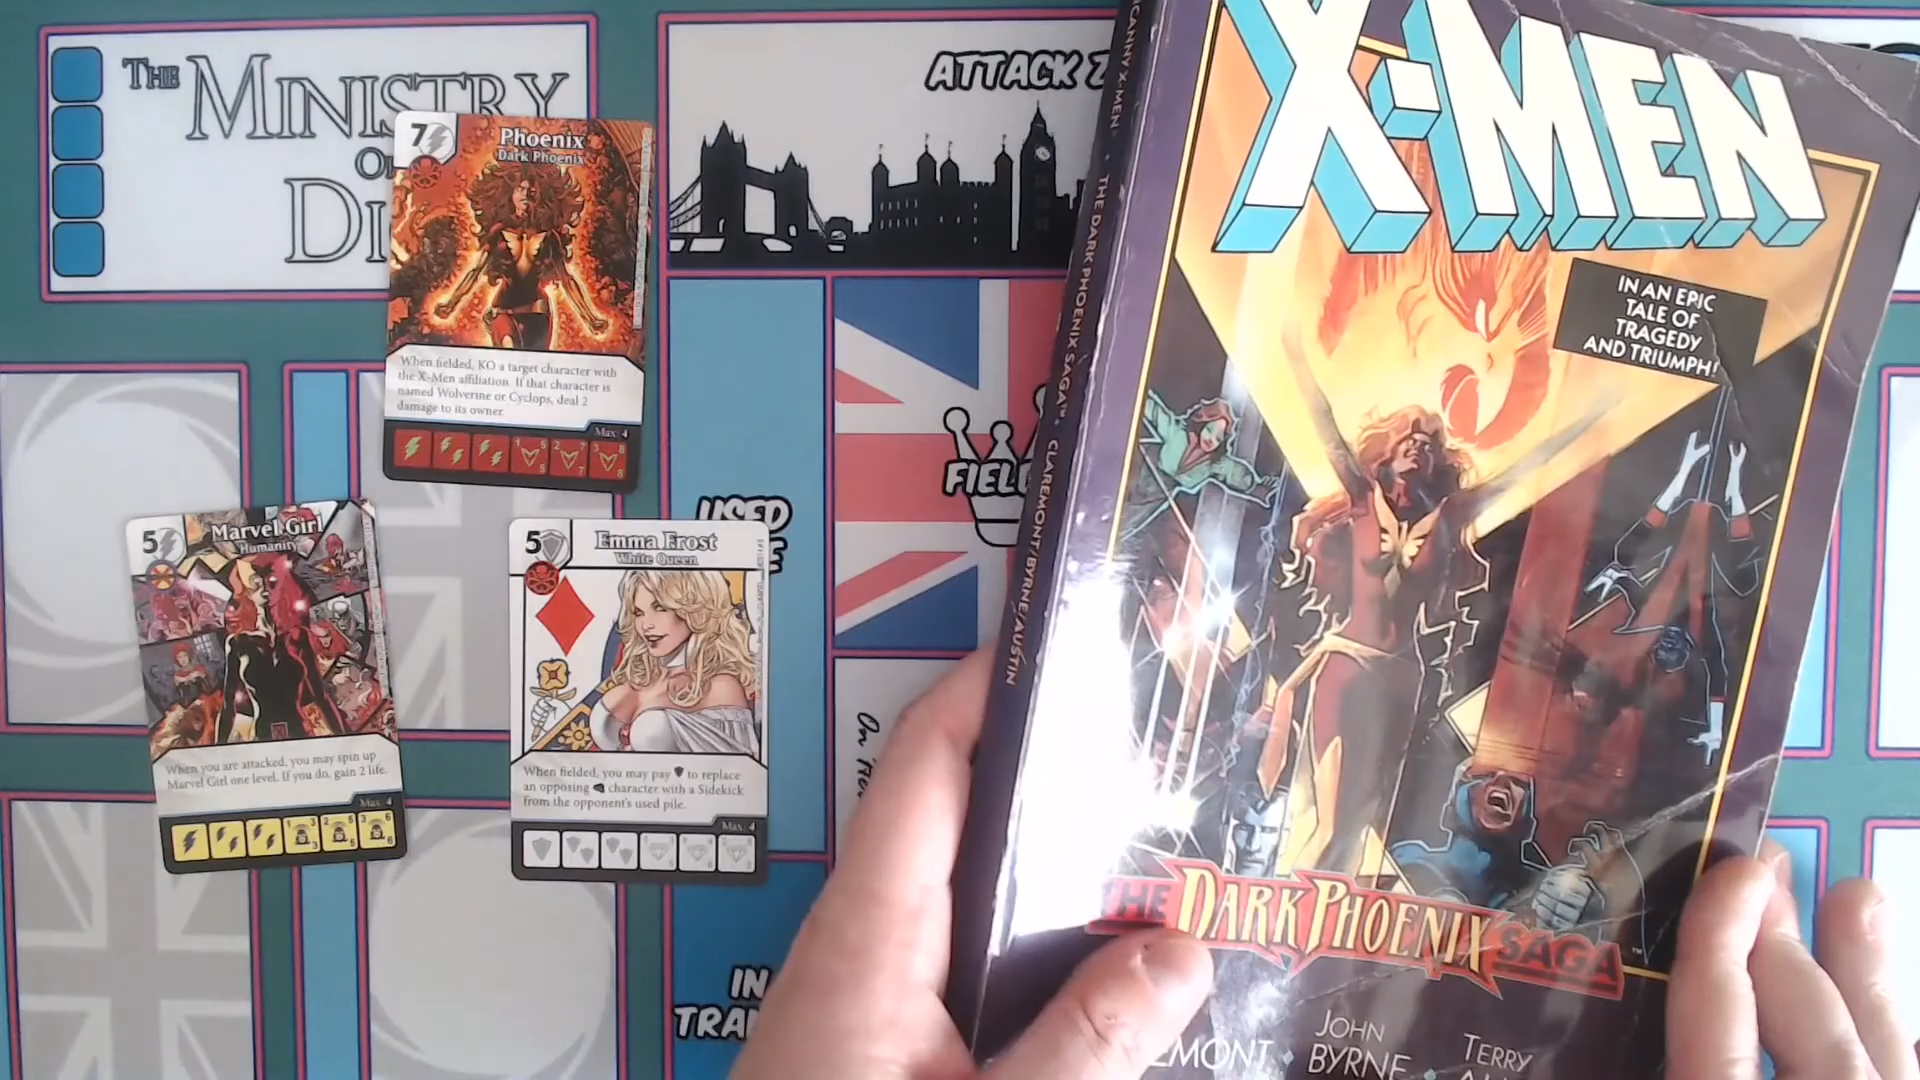 THE MINISTRY
OF
DI
ATTACK Z
7
Phoenix
Dark Phoenix
When fielded, KO a target character with
the X-Men affiliation. If that character is
named Wolverine or Cyclops, deal 2
damage to its owner.
Max: 4
5
Marvel Girl
Humanity
When you are attacked, you may spin up
Marvel Girl one level. If you do, gain 2 life.
Max: 4
5
Emma Frost
White Queen
When fielded, you may pay to replace
an opposing character with a Sidekick
from the opponent's used pile.
Max: 4
USED
FIEL
IN
TRA
CANNY X-MEN • THE DARK PHOENIX SAGA™ • CLAREMONT/BYRNE/AUSTIN
X-MEN
IN AN EPIC
TALE OF
TRAGEDY
AND TRIUMPH!
THE DARK PHOENIX SAGA™
EMONT • JOHN BYRNE • TERRY